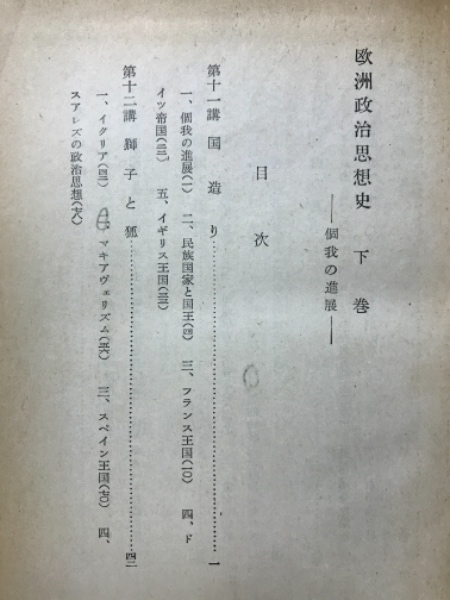 欧洲政治思想史 下巻
――個我の進展――
目次
第十一講 国造り……………………一
一、個我の進展(一) 二、民族国家と国王(四) 三、フランス王国(一〇) 四、ド
イツ帝国(三三) 五、イギリス王国(三三)
第十二講 獅子と狐……………………四二
一、イタリア(四三) 二、マキアヴェリズム(五六) 三、スペイン王国(七〇) 四、
スアレズの政治思想(七八)